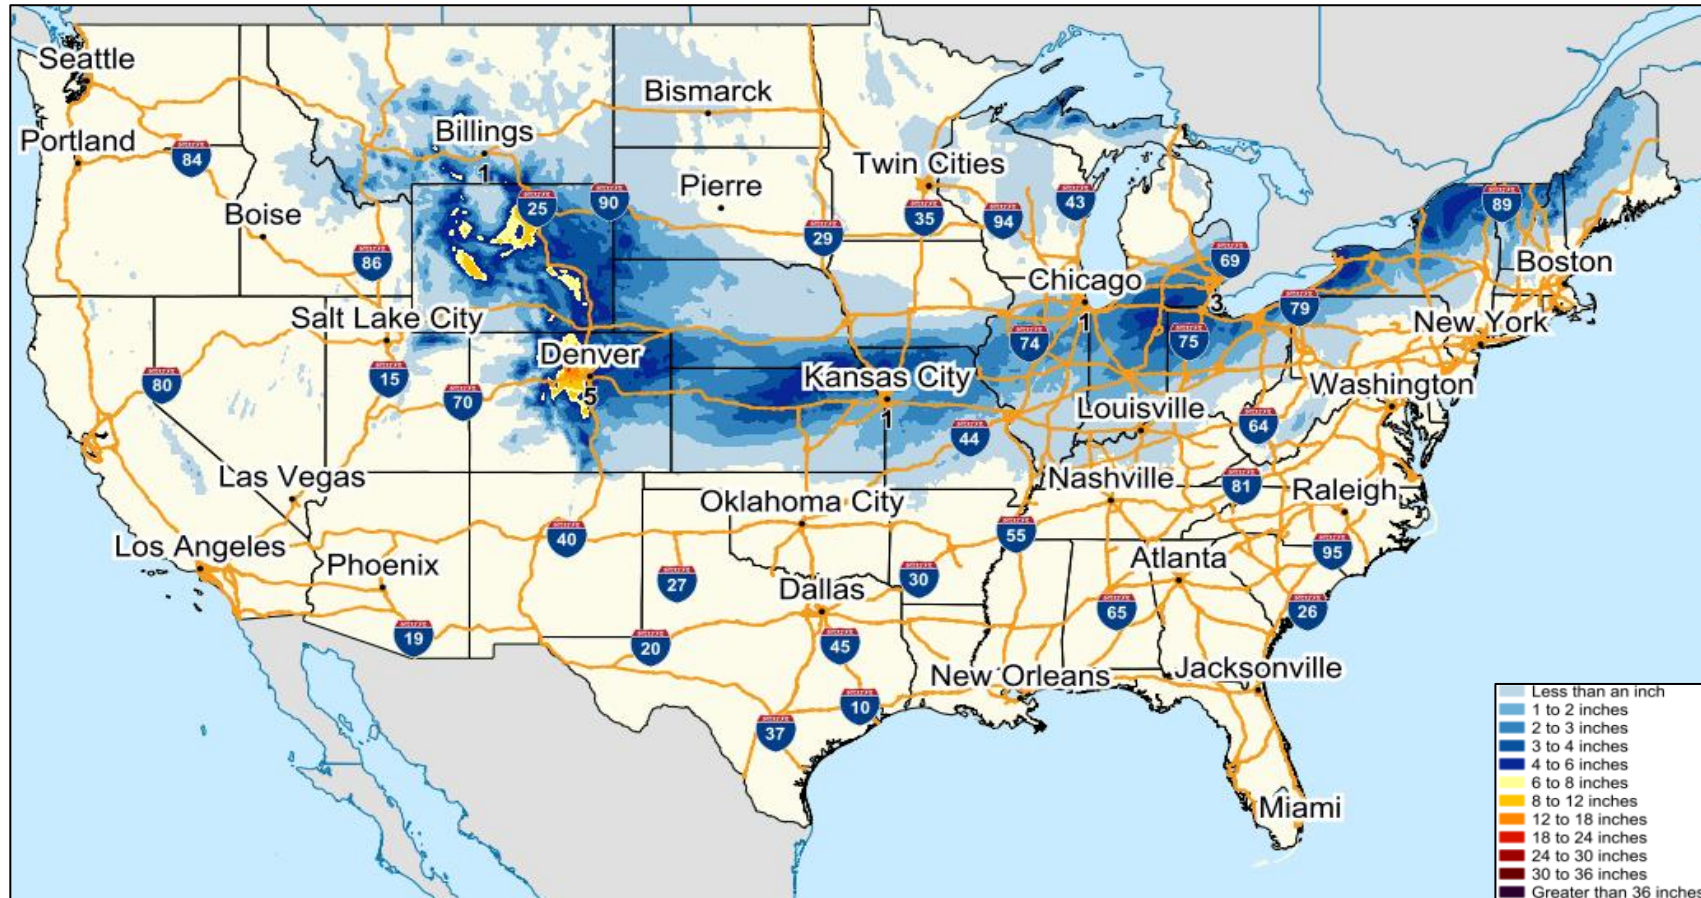 Seattle
Bismarck
Billings
Portland
84
Twin Cities
1
Pierre
25
90
43
89
35
94
Boise
29
86
69
Boston
Chicago
3
79
Salt Lake City
1
New York
74
75
Denver
80
15
Kansas City
Washington
70
5
Louisville
1
64
44
Las Vegas
Nashville
81
Raleigh
Oklahoma City
55
40
Los Angeles
95
Phoenix
Atlanta
27
30
Dallas
65
26
19
20
45
New Orleans
Jacksonville
10
37
Miami
Less than an inch
1 to 2 inches
2 to 3 inches
3 to 4 inches
4 to 6 inches
6 to 8 inches
8 to 12 inches
12 to 18 inches
18 to 24 inches
24 to 30 inches
30 to 36 inches
Greater than 36 inches